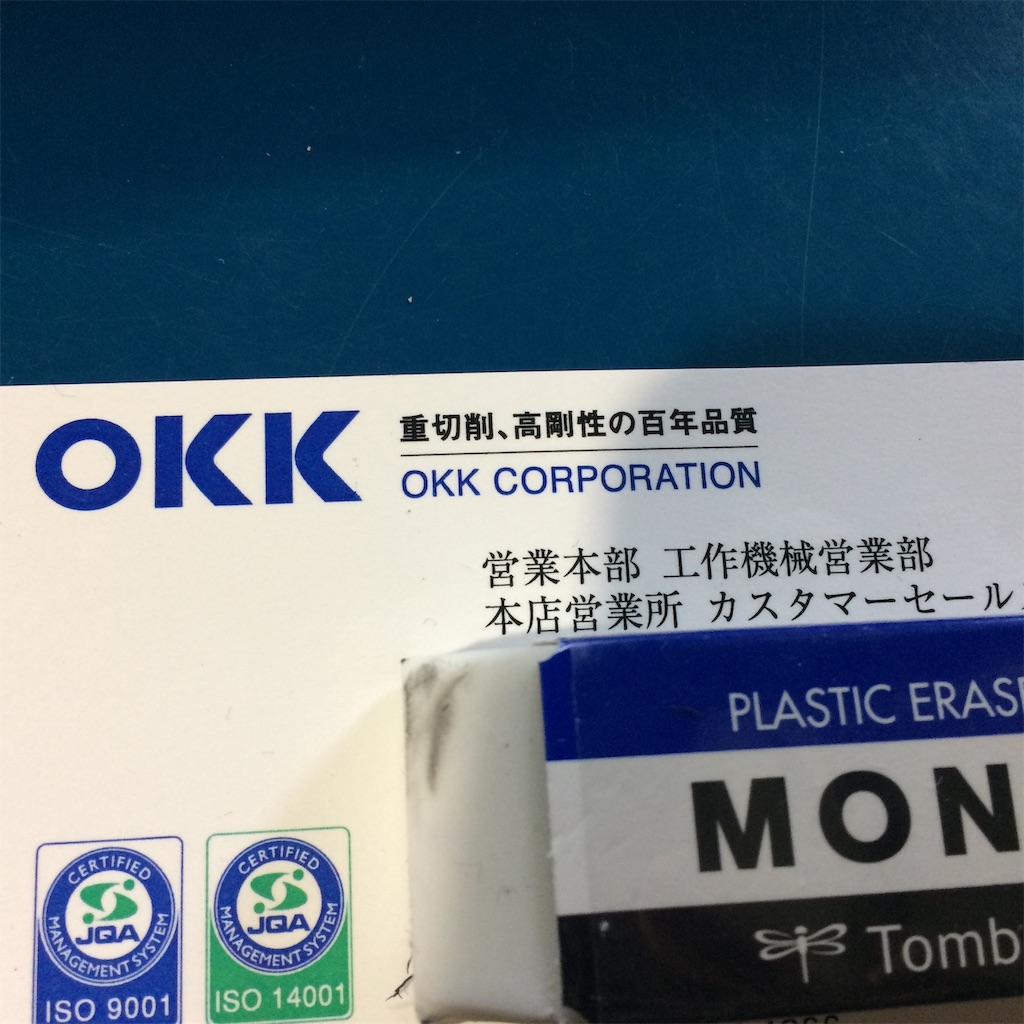 OKK
重切削、高剛性の百年品質
OKK CORPORATION
営業本部 工作機械営業部
本店営業所 カスタマーセール
PLASTIC
MON
Tomb
CERTIFIED
JQA
MANAGEMENT SYSTEM
ISO 9001
CERTIFIED
JQA
MANAGEMENT SYSTEM
ISO 14001